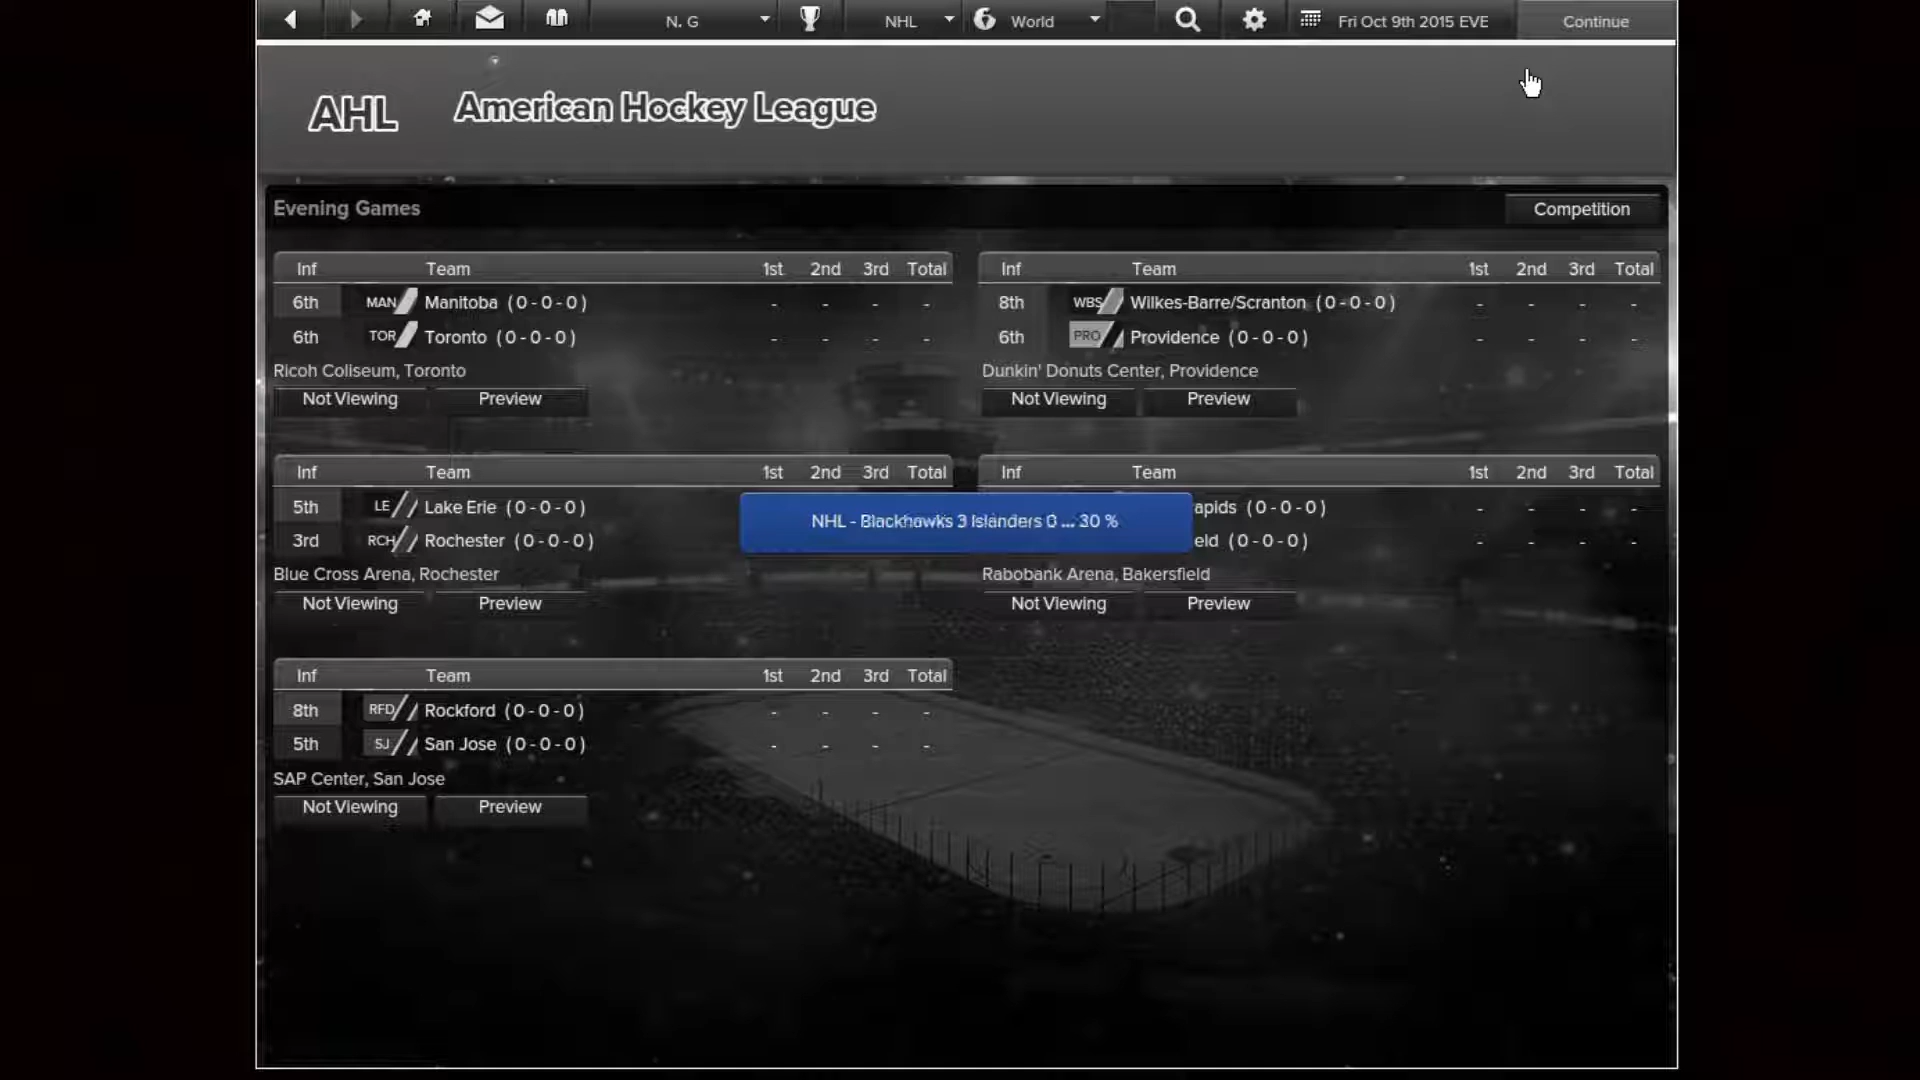 N. G NHL World Fri Oct 9th 2015 EVE Continue
AHL American Hockey League
Evening Games Competition
Inf Team 1st 2nd 3rd Total
6th MAN Manitoba ( 0 - 0 - 0 ) - - - -
6th TOR Toronto ( 0 - 0 - 0 ) - - - -
Ricoh Coliseum, Toronto
Not Viewing Preview
Inf Team 1st 2nd 3rd Total
8th WBS Wilkes-Barre/Scranton ( 0 - 0 - 0 ) - - - -
6th PRO Providence ( 0 - 0 - 0 ) - - - -
Dunkin' Donuts Center, Providence
Not Viewing Preview
Inf Team 1st 2nd 3rd Total
5th LE Lake Erie ( 0 - 0 - 0 )
3rd RCH Rochester ( 0 - 0 - 0 )
Blue Cross Arena, Rochester
Not Viewing Preview
Inf Team 1st 2nd 3rd Total
apids ( 0 - 0 - 0 ) - - - -
eld ( 0 - 0 - 0 ) - - - -
Rabobank Arena, Bakersfield
Not Viewing Preview
NHL - Blackhawks 3 Islanders 0 ... 30 %
Inf Team 1st 2nd 3rd Total
8th RFD Rockford ( 0 - 0 - 0 ) - - - -
5th SJ San Jose ( 0 - 0 - 0 ) - - - -
SAP Center, San Jose
Not Viewing Preview